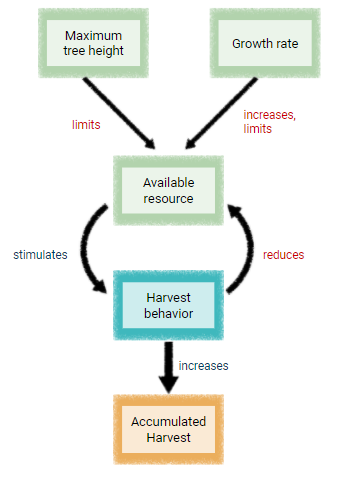 Maximum
tree height
Growth rate
limits
increases,
limits
Available
resource
stimulates
reduces
Harvest
behavior
increases
Accumulated
Harvest